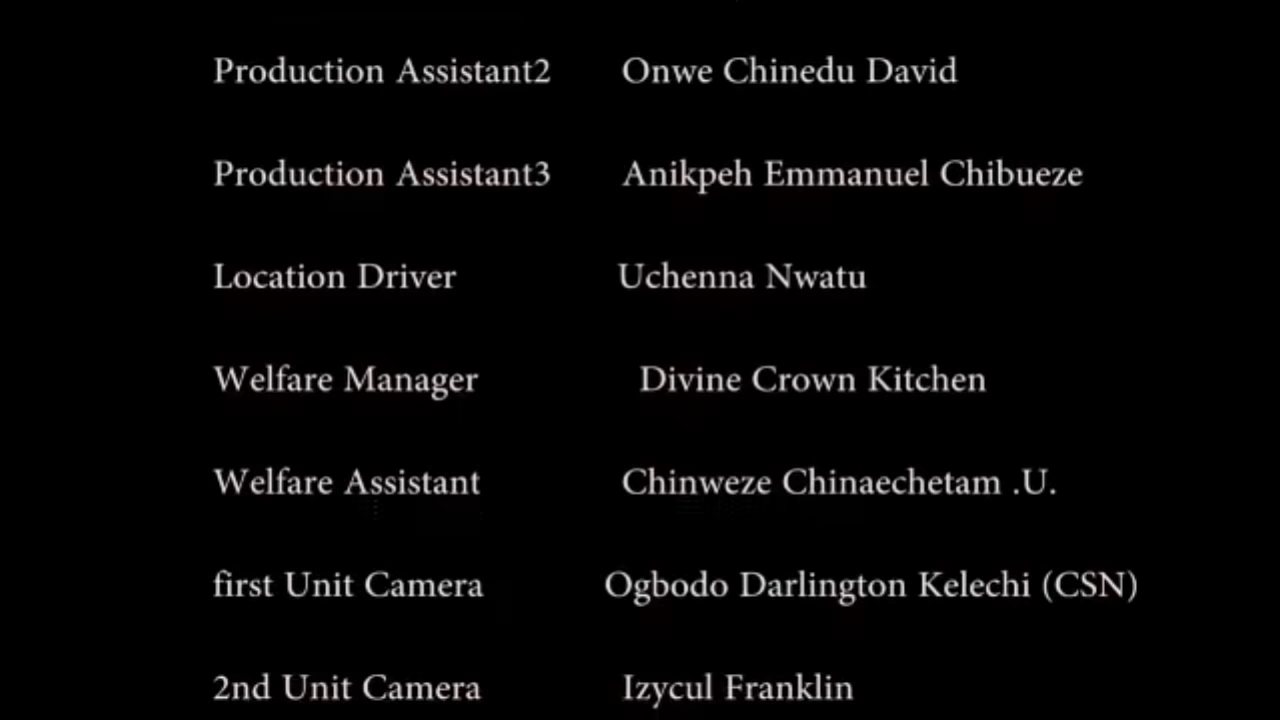 Production Assistant2 Onwe Chinedu David
Production Assistant3 Anikpeh Emmanuel Chibueze
Location Driver Uchenna Nwatu
Welfare Manager Divine Crown Kitchen
Welfare Assistant Chinweze Chinaechetam .U.
first Unit Camera Ogbodo Darlington Kelechi (CSN)
2nd Unit Camera Izycul Franklin